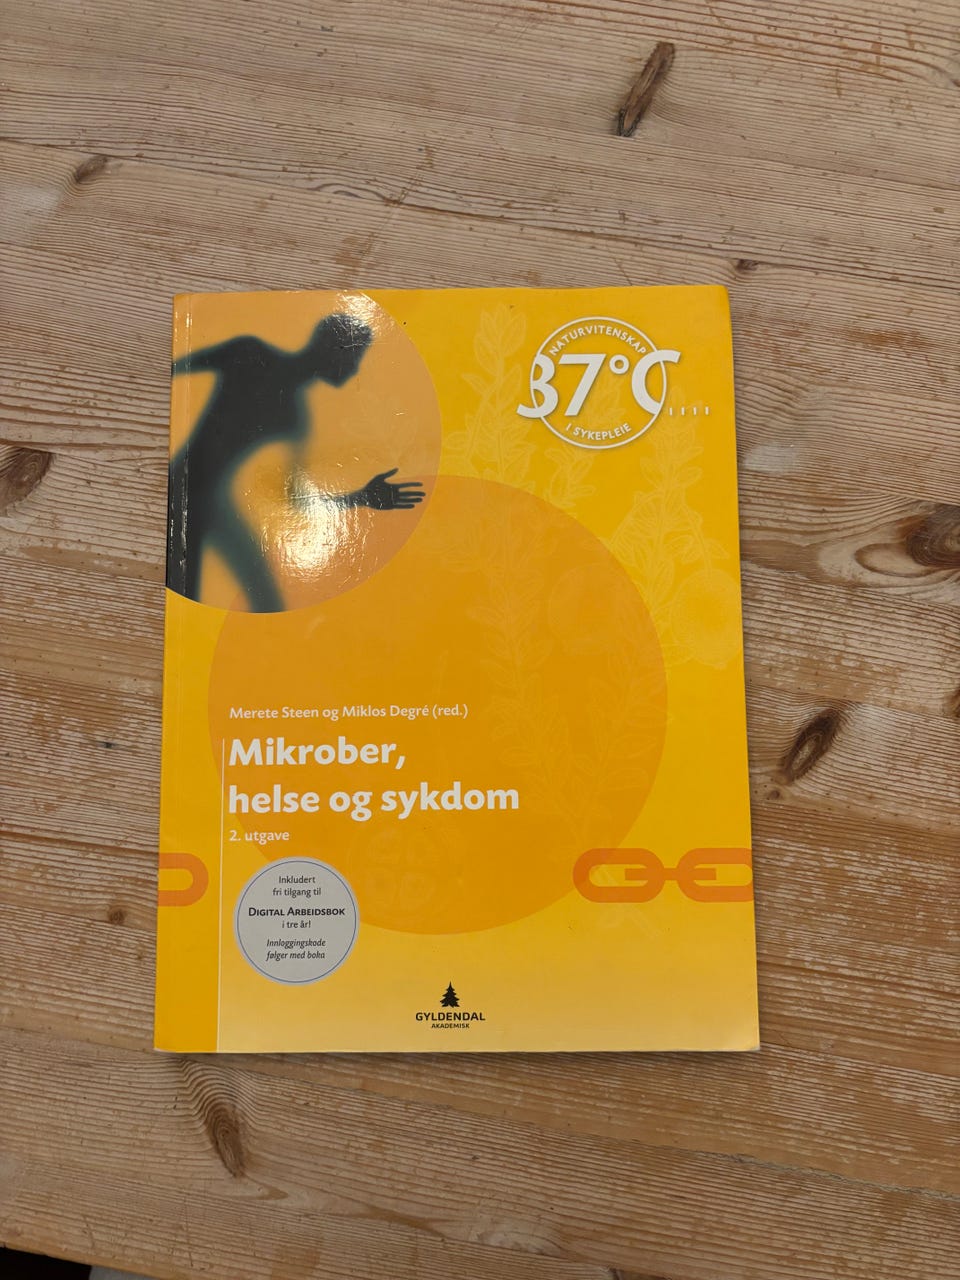 NATURVITENSKAP
37°C
I SYKEPLEIE
Merete Steen og Miklos Degré (red.)
Mikrober,
helse og sykdom
2. utgave
Inkludert
fri tilgang til
DIGITAL ARBEIDSBOK
i tre år!
Innloggingskode
følger med boka
GYLDENDAL
AKADEMISK